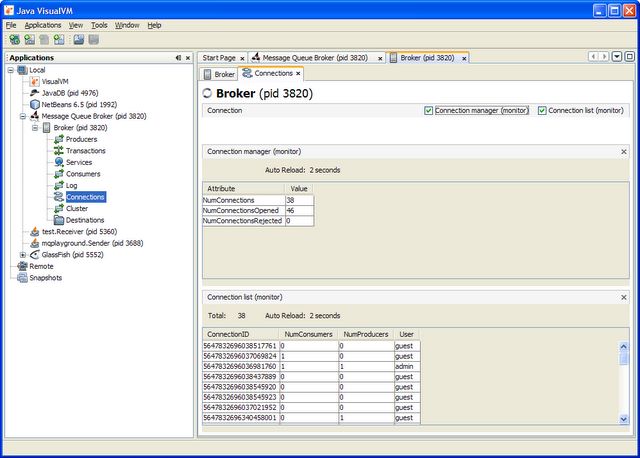 Java VisualVM
File Applications View Tools Window Help
Applications
Local
VisualVM
JavaDB (pid 4976)
NetBeans 6.5 (pid 1992)
Message Queue Broker (pid 3820)
Broker (pid 3820)
Producers
Transactions
Services
Consumers
Log
Connections
Cluster
Destinations
test.Receiver (pid 5360)
mqplayground.Sender (pid 3688)
GlassFish (pid 5552)
Remote
Snapshots
Start Page Message Queue Broker (pid 3820) Broker (pid 3820)
Broker Connections
Broker (pid 3820)
Connection Connection manager (monitor) Connection list (monitor)
Connection manager (monitor)
Auto Reload: 2 seconds
Attribute Value
NumConnections 38
NumConnectionsOpened 46
NumConnectionsRejected 0
Connection list (monitor)
Total: 38 Auto Reload: 2 seconds
ConnectionID NumConsumers NumProducers User
5647832696038517761 0 0 guest
5647832696037069824 1 0 guest
5647832696036981760 1 1 admin
5647832696038437889 0 0 guest
5647832696038545920 0 0 guest
5647832696038545923 0 0 guest
5647832696037021952 0 0 guest
5647832696340458001 0 1 guest